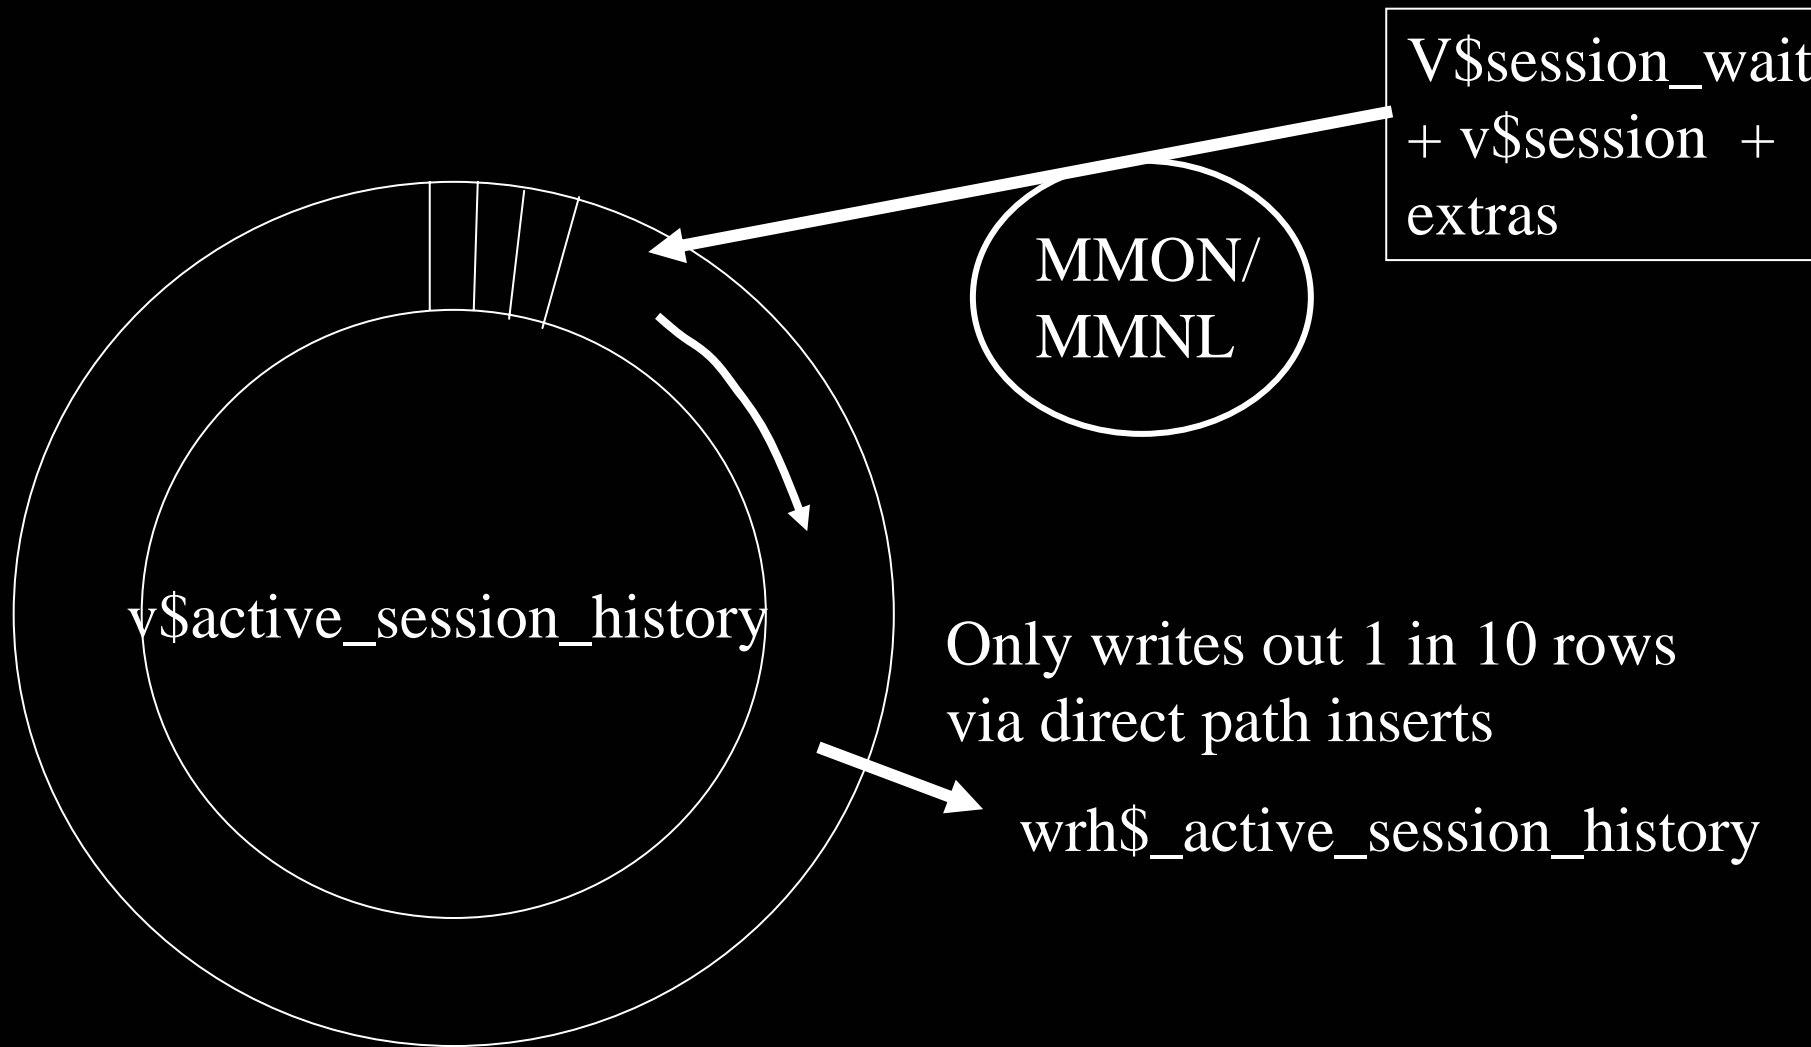 V$session_wait
+ v$session +
extras
MMON/
MMNL
v$active_session_history
Only writes out 1 in 10 rows
via direct path inserts
wrh$_active_session_history